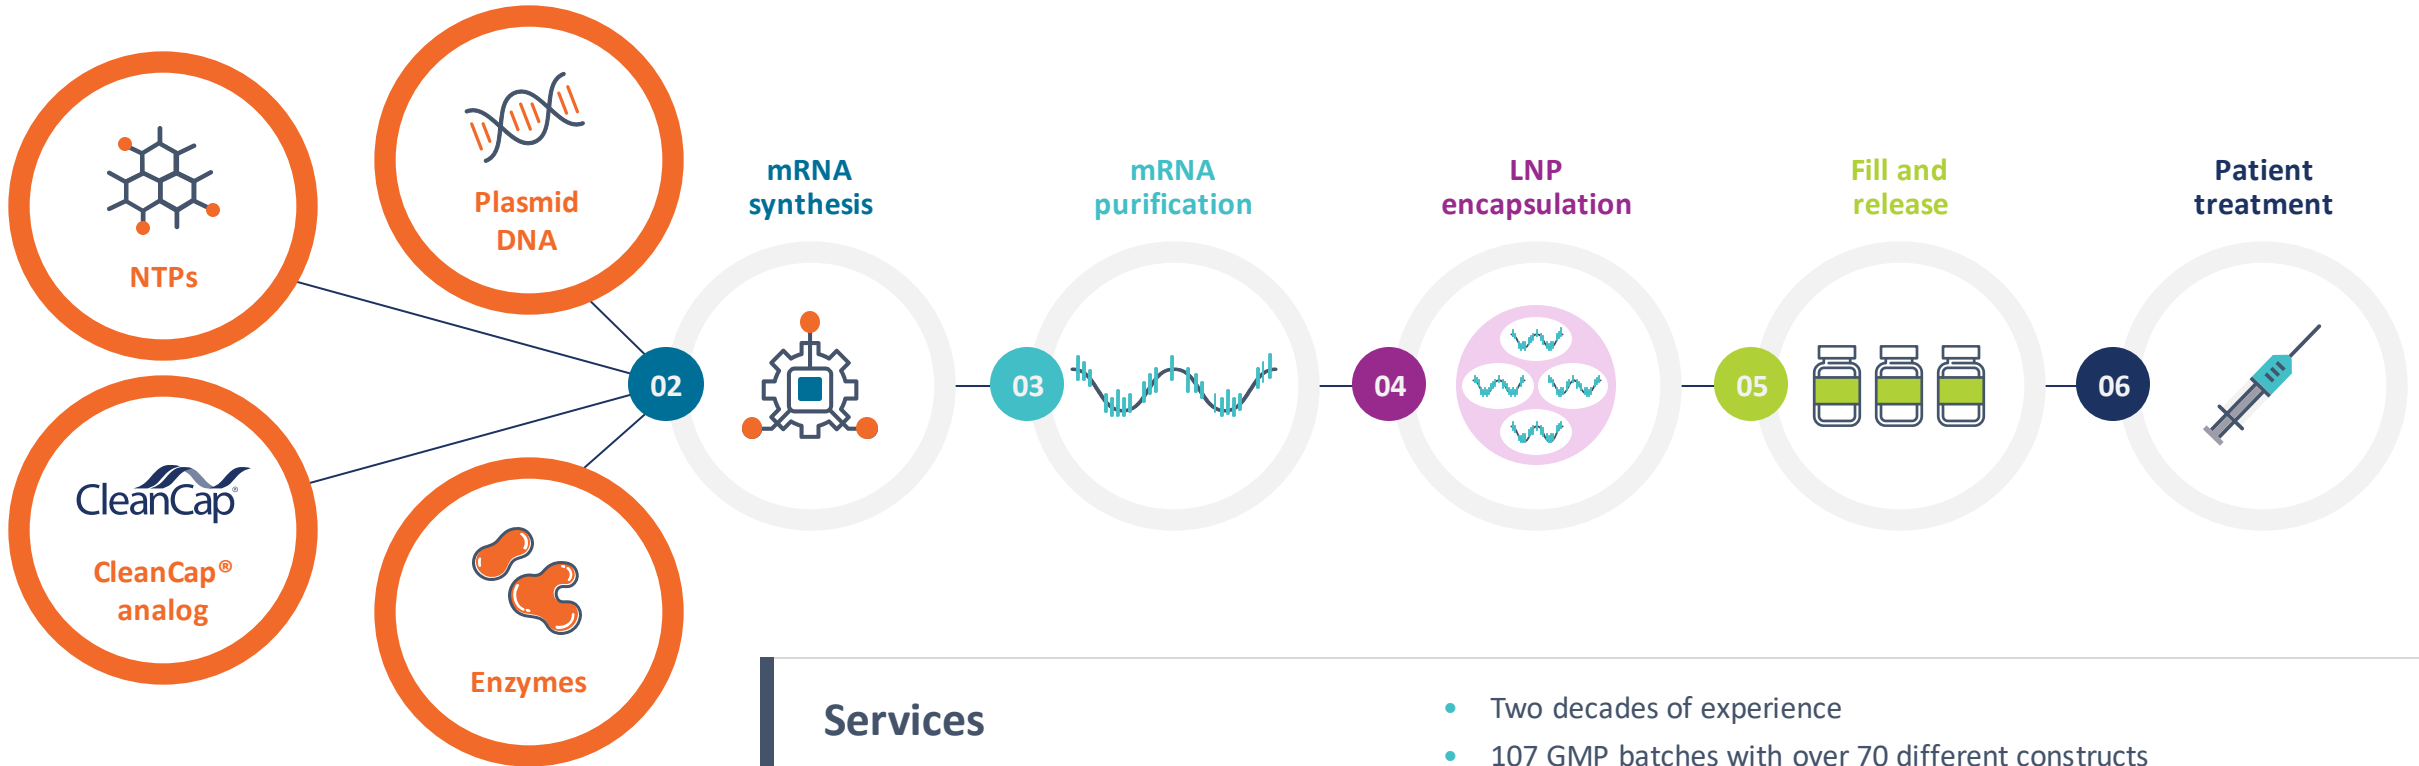 NTPs
Plasmid
DNA
CleanCap®
CleanCap®
analog
Enzymes
02
mRNA
synthesis
03
mRNA
purification
04
LNP
encapsulation
05
Fill and
release
06
Patient
treatment
Services
• Two decades of experience
• 107 GMP batches with over 70 different constructs